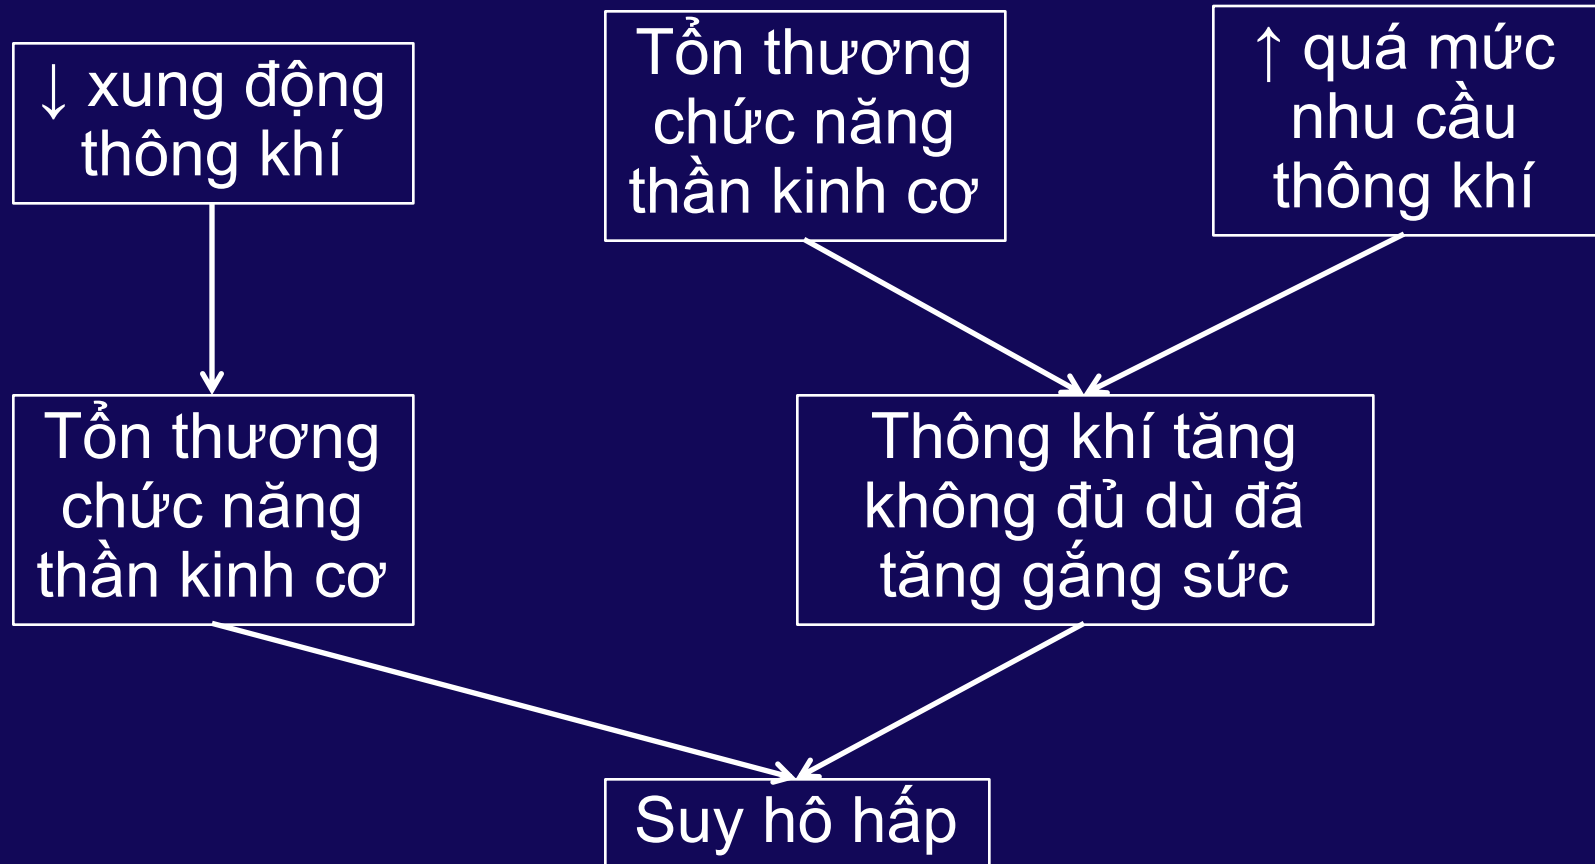 ↓ xung động
thông khí
Tổn thương
chức năng
thần kinh cơ
↑ quá mức
nhu cầu
thông khí
Tổn thương
chức năng
thần kinh cơ
Thông khí tăng
không đủ dù đã
tăng gắng sức
Suy hô hấp